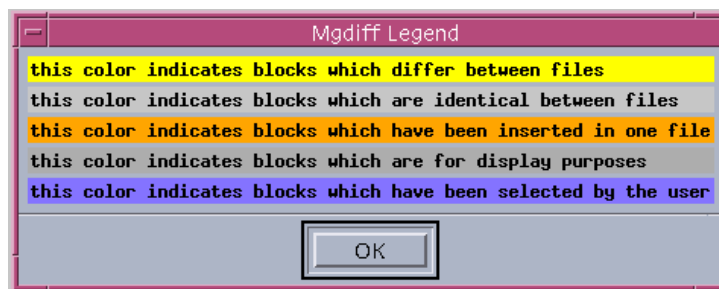 Mgdiff Legend
this color indicates blocks which differ between files
this color indicates blocks which are identical between files
this color indicates blocks which have been inserted in one file
this color indicates blocks which are for display purposes
this color indicates blocks which have been selected by the user
OK